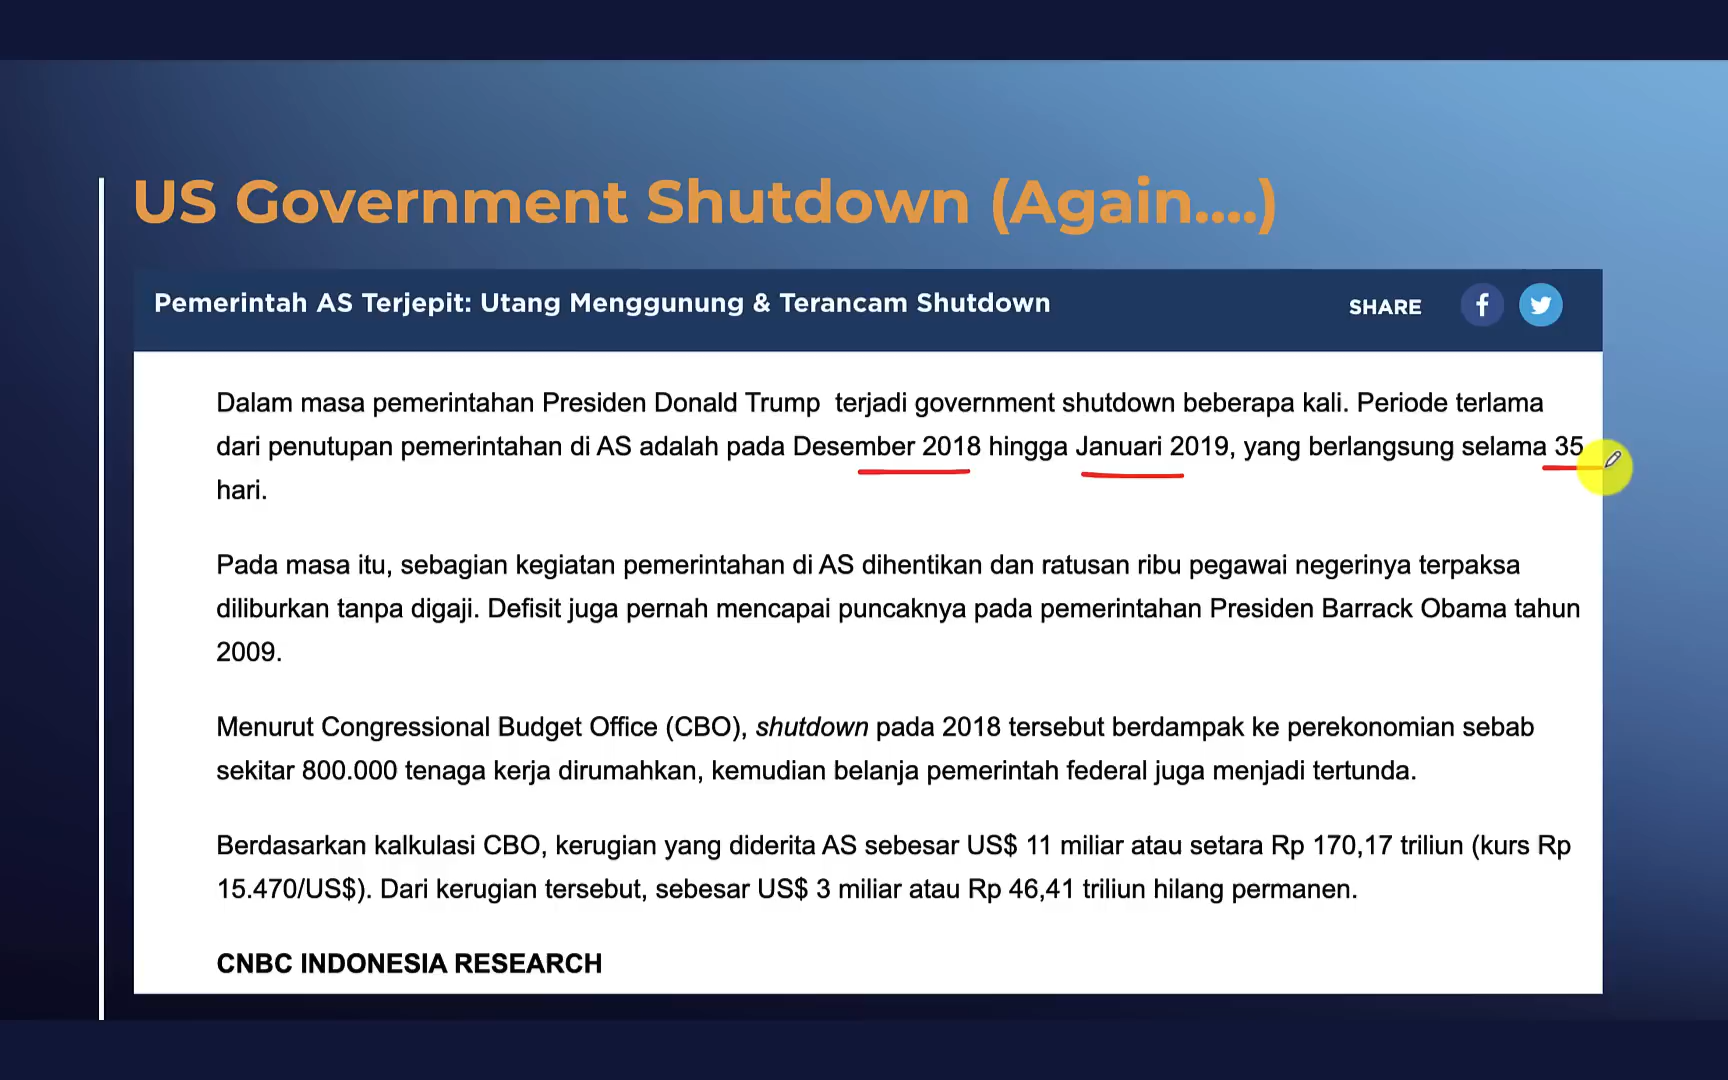 US Government Shutdown (Again....)
Pemerintah AS Terjepit: Utang Menggunung & Terancam Shutdown
SHARE
Dalam masa pemerintahan Presiden Donald Trump  terjadi government shutdown beberapa kali. Periode terlama
dari penutupan pemerintahan di AS adalah pada Desember 2018 hingga Januari 2019, yang berlangsung selama 35
hari.
Pada masa itu, sebagian kegiatan pemerintahan di AS dihentikan dan ratusan ribu pegawai negerinya terpaksa
diliburkan tanpa digaji. Defisit juga pernah mencapai puncaknya pada pemerintahan Presiden Barrack Obama tahun
2009.
Menurut Congressional Budget Office (CBO), shutdown pada 2018 tersebut berdampak ke perekonomian sebab
sekitar 800.000 tenaga kerja dirumahkan, kemudian belanja pemerintah federal juga menjadi tertunda.
Berdasarkan kalkulasi CBO, kerugian yang diderita AS sebesar US$ 11 miliar atau setara Rp 170,17 triliun (kurs Rp
15.470/US$). Dari kerugian tersebut, sebesar US$ 3 miliar atau Rp 46,41 triliun hilang permanen.
CNBC INDONESIA RESEARCH